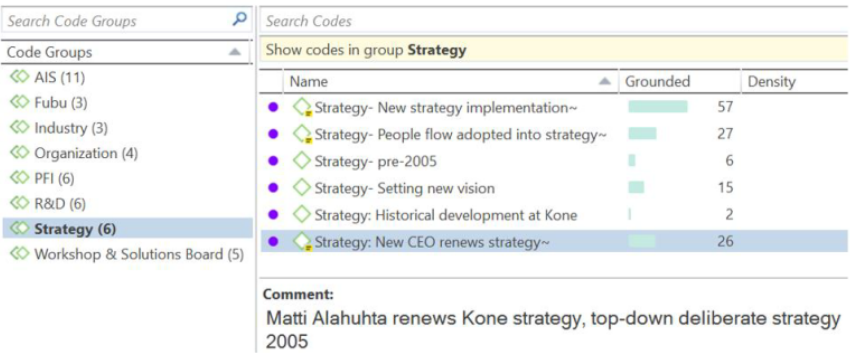 Search Code Groups
Code Groups
AIS (11)
Fubu (3)
Industry (3)
Organization (4)
PFI (6)
R&D (6)
Strategy (6)
Workshop & Solutions Board (5)
Search Codes
Show codes in group Strategy
Name Grounded Density
Strategy- New strategy implementation~ 57
Strategy- People flow adopted into strategy~ 27
Strategy- pre-2005 6
Strategy- Setting new vision 15
Strategy: Historical development at Kone 2
Strategy: New CEO renews strategy~ 26
Comment:
Matti Alahuhta renews Kone strategy, top-down deliberate strategy
2005